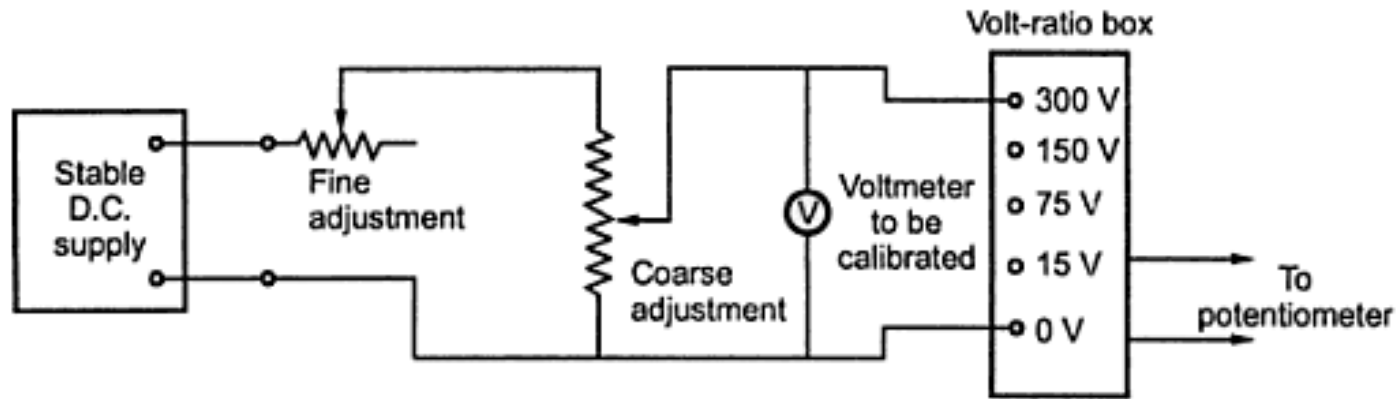 Volt-ratio box
300 V
150 V
75 V
15 V
0 V
Stable
D.C.
supply
Fine
adjustment
Coarse
adjustment
Voltmeter
to be
calibrated
V
To
potentiometer